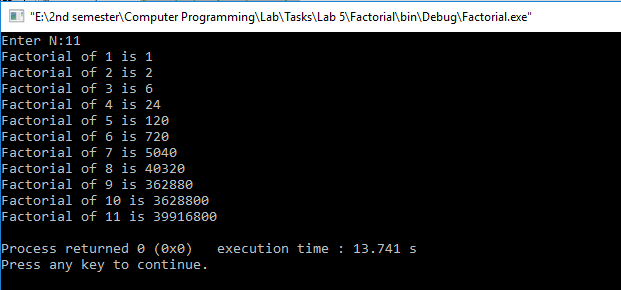 "E:\2nd semester\Computer Programming\Lab\Tasks\Lab 5\Factorial\bin\Debug\Factorial.exe"
Enter N:11
Factorial of 1 is 1
Factorial of 2 is 2
Factorial of 3 is 6
Factorial of 4 is 24
Factorial of 5 is 120
Factorial of 6 is 720
Factorial of 7 is 5040
Factorial of 8 is 40320
Factorial of 9 is 362880
Factorial of 10 is 3628800
Factorial of 11 is 39916800
Process returned 0 (0x0)   execution time : 13.741 s
Press any key to continue.